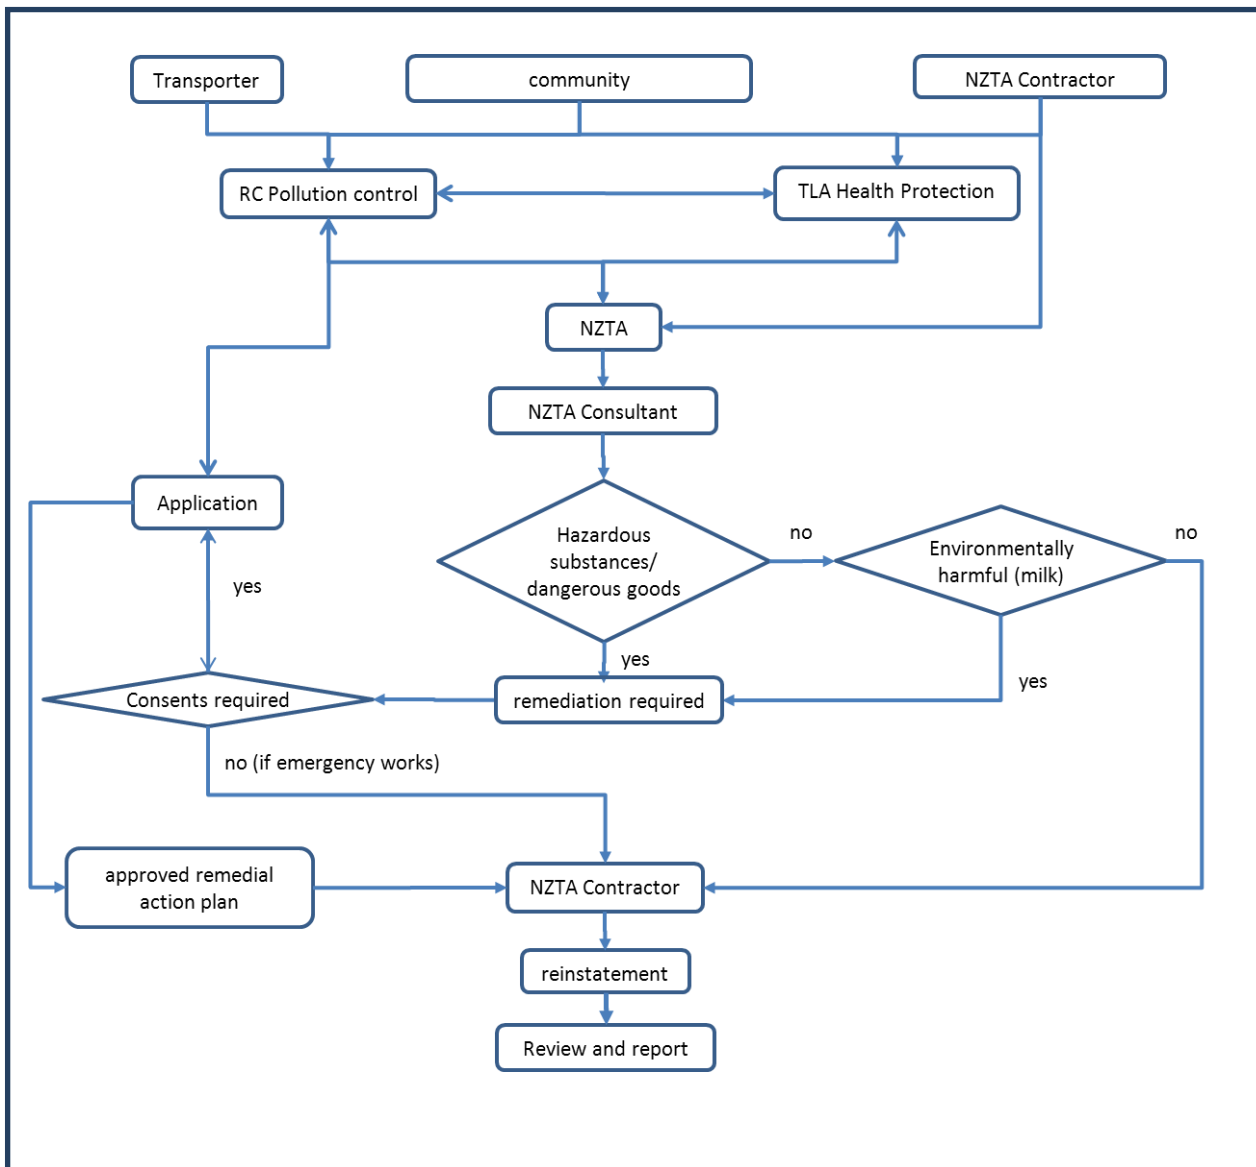 Transporter
community
NZTA Contractor
RC Pollution control
TLA Health Protection
NZTA
NZTA Consultant
Application
Hazardous
substances/
dangerous goods
no
Environmentally
harmful (milk)
no
yes
yes
yes
Consents required
remediation required
no (if emergency works)
approved remedial
action plan
NZTA Contractor
reinstatement
Review and report